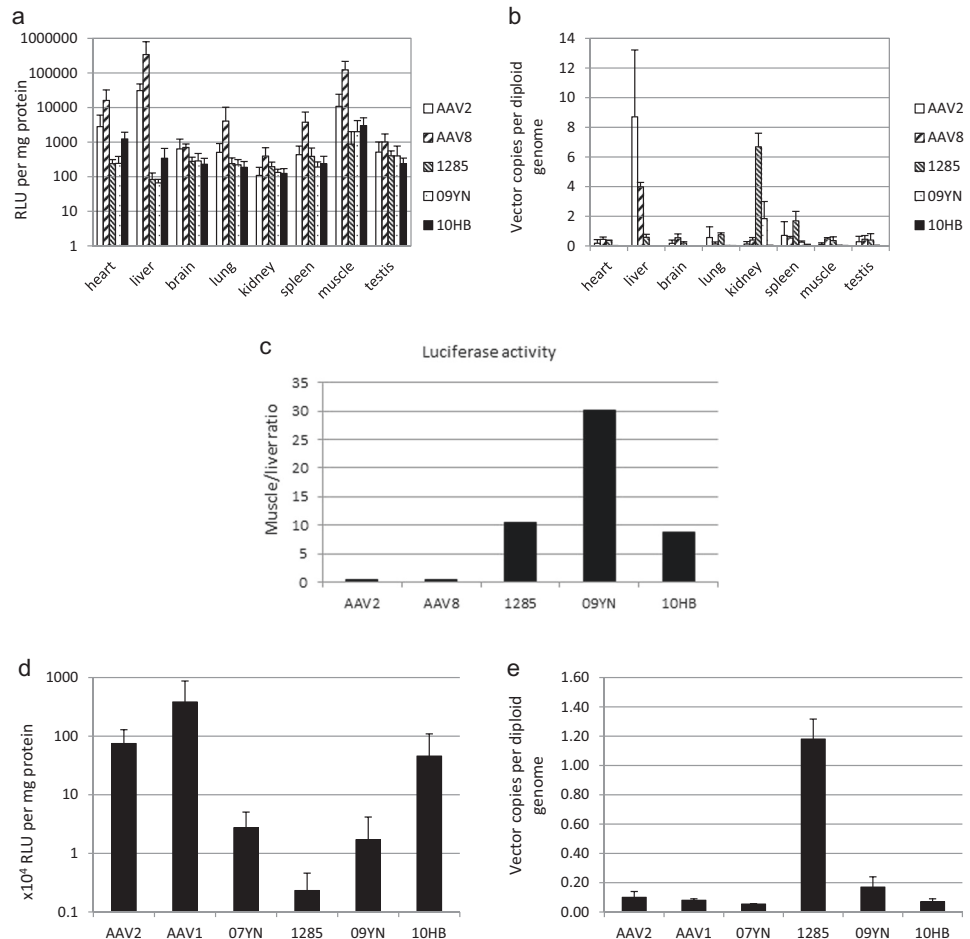 a
1000000
100000
10000
1000
100
10
1
RLU per mg protein
heart
liver
brain
lung
kidney
spleen
muscle
testis
AAV2
AAV8
1285
09YN
10HB
b
14
12
10
8
6
4
2
0
Vector copies per diploid
genome
heart
liver
brain
lung
kidney
spleen
muscle
testis
AAV2
AAV8
1285
09YN
10HB
c
Luciferase activity
35
30
25
20
15
10
5
0
Muscle/liver ratio
AAV2
AAV8
1285
09YN
10HB
d
1000
100
10
1
0.1
x10⁴ RLU per mg protein
AAV2
AAV1
07YN
1285
09YN
10HB
e
1.60
1.40
1.20
1.00
0.80
0.60
0.40
0.20
0.00
Vector copies per diploid
genome
AAV2
AAV1
07YN
1285
09YN
10HB